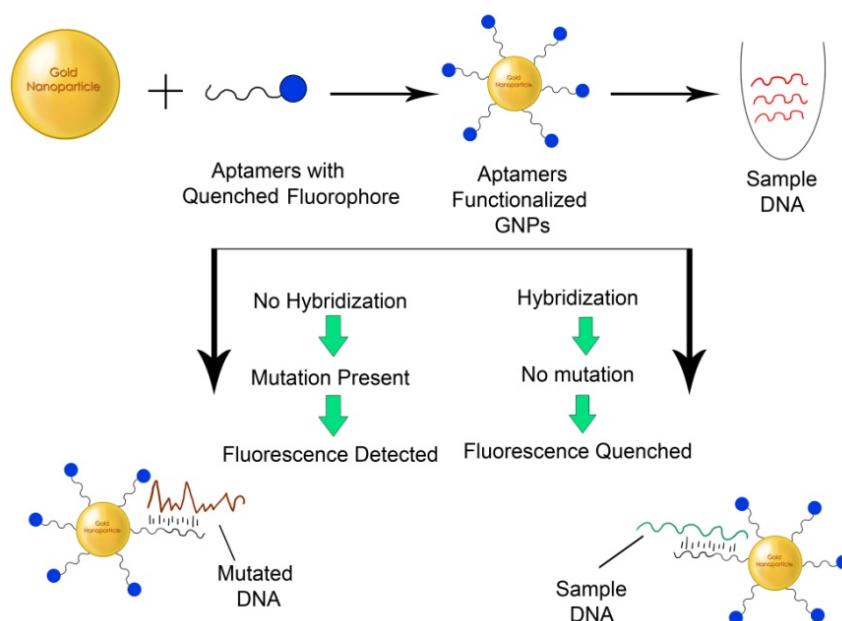 Gold
Nanoparticle
Aptamers with
Quenched Fluorophore
Gold
Nanoparticle
Aptamers
Functionalized
GNPs
Sample
DNA
No Hybridization
Mutation Present
Fluorescence Detected
Hybridization
No mutation
Fluorescence Quenched
Gold
Nanoparticle
Mutated
DNA
Sample
DNA
Gold
Nanoparticle